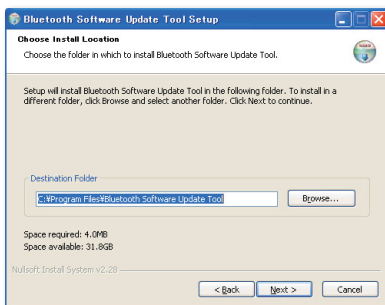 Bluetooth Software Update Tool Setup
Choose Install Location
Choose the folder in which to install Bluetooth Software Update Tool.
Setup will install Bluetooth Software Update Tool in the following folder. To install in a
different folder, click Browse and select another folder. Click Next to continue.
Destination Folder
C:¥Program Files¥Bluetooth Software Update Tool
Browse...
Space required: 4.0MB
Space available: 31.8GB
Nullsoft Install System v2.28
< Back Next > Cancel